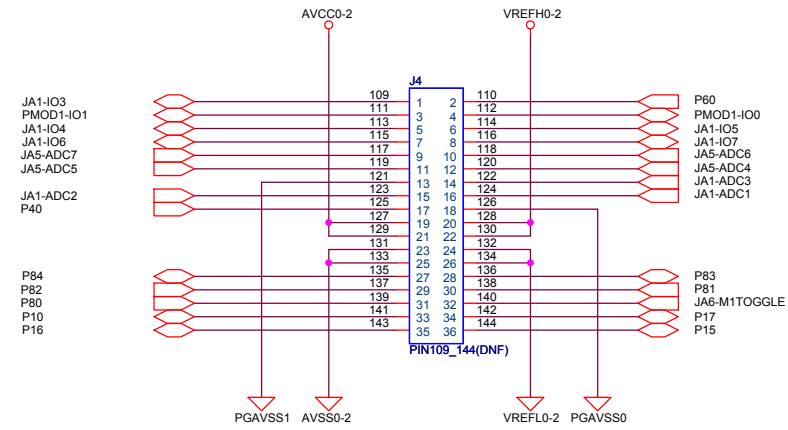 AVCC0-2 VREFH0-2
J4
JA1-IO3 109 1 2 110 P60
PMOD1-IO1 111 3 4 112 PMOD1-IO0
JA1-IO4 113 5 6 114 JA1-IO5
JA1-IO6 115 7 8 116 JA1-IO7
JA5-ADC7 117 9 10 118 JA5-ADC6
JA5-ADC5 119 11 12 120 JA5-ADC4
121 13 14 122 JA1-ADC3
JA1-ADC2 123 15 16 124 JA1-ADC1
P40 125 17 18 126
127 19 20 128
129 21 22 130
131 23 24 132
133 25 26 134
P84 135 27 28 136 P83
P82 137 29 30 138 P81
P80 139 31 32 140 JA6-M1TOGGLE
P10 141 33 34 142 P17
P16 143 35 36 144 P15
PIN109_144(DNF)
PGAVSS1 AVSS0-2 VREFL0-2 PGAVSS0